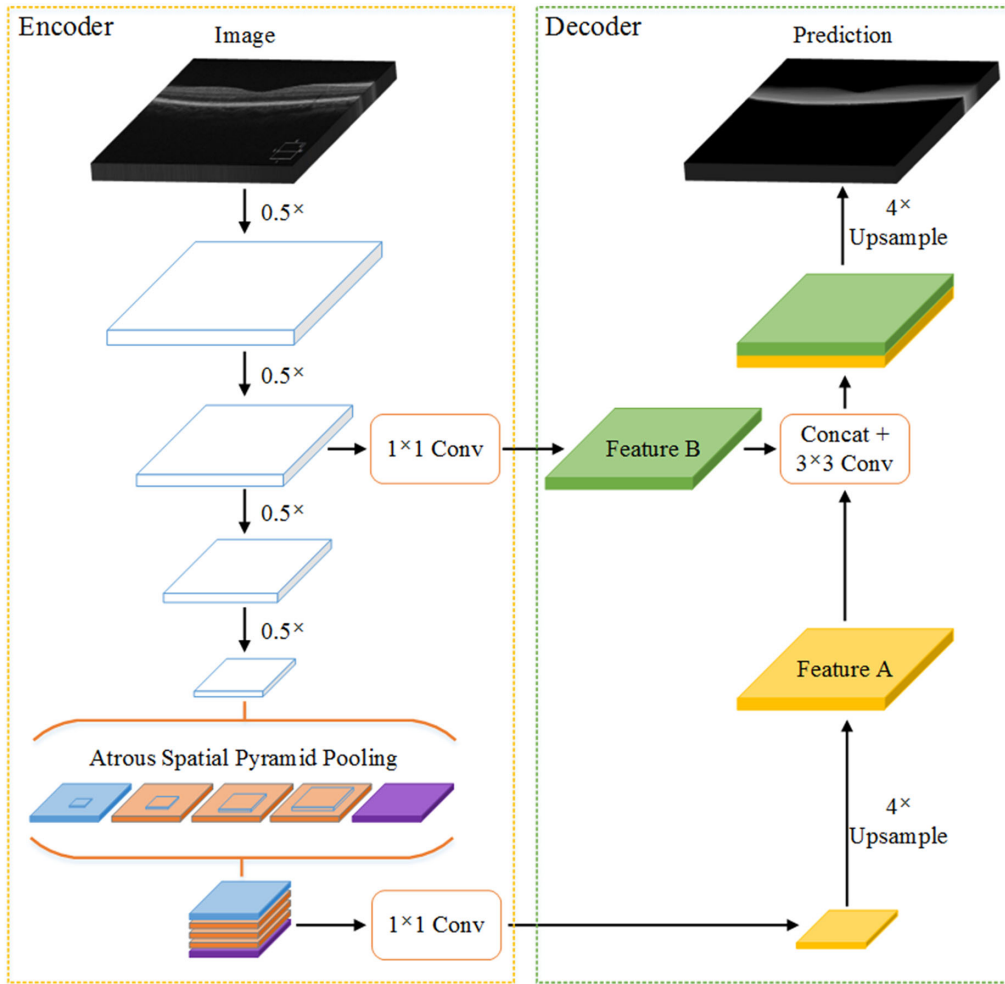 Encoder
Image
0.5×
0.5×
1×1 Conv
0.5×
0.5×
Atrous Spatial Pyramid Pooling
1×1 Conv
Decoder
Prediction
4×
Upsample
Feature B
Concat +
3×3 Conv
Feature A
4×
Upsample